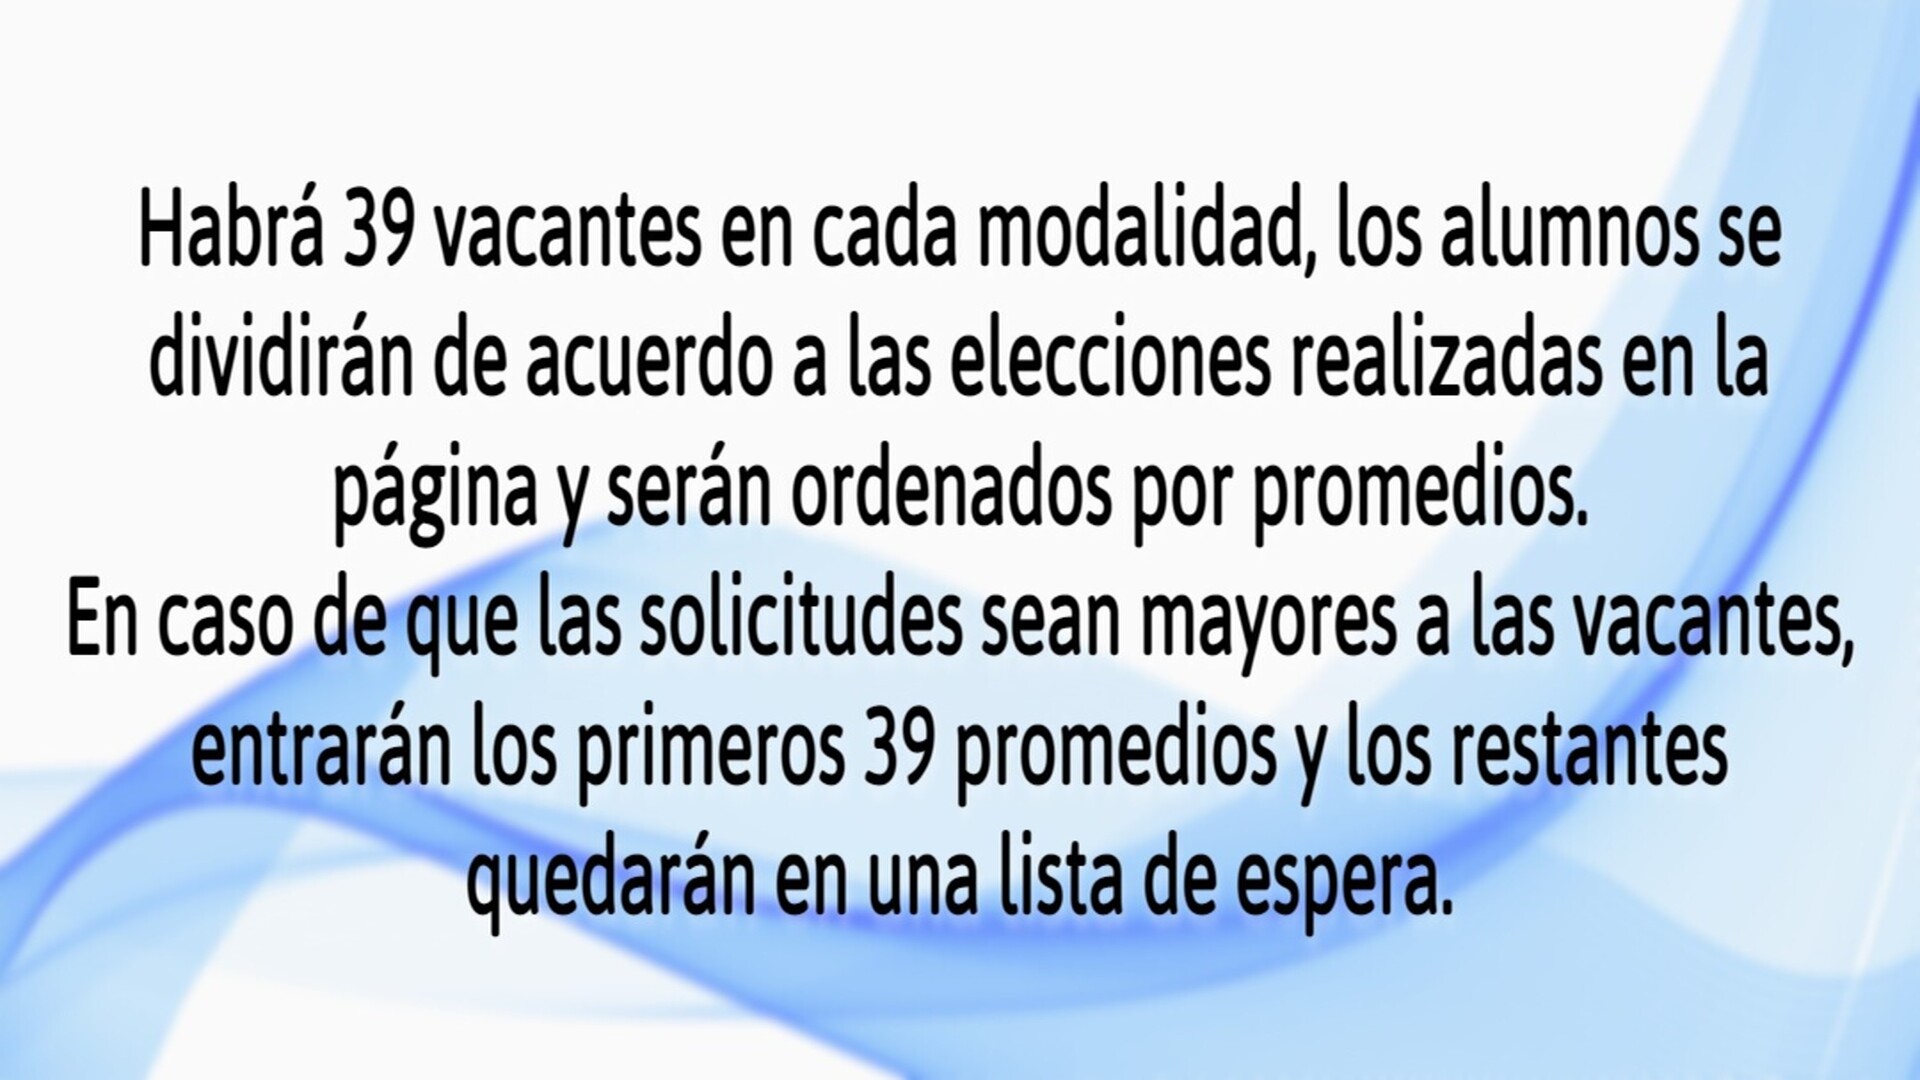 Habrá 39 vacantes en cada modalidad, los alumnos se
dividirán de acuerdo a las elecciones realizadas en la
página y serán ordenados por promedios.
En caso de que las solicitudes sean mayores a las vacantes,
entrarán los primeros 39 promedios y los restantes
quedarán en una lista de espera.